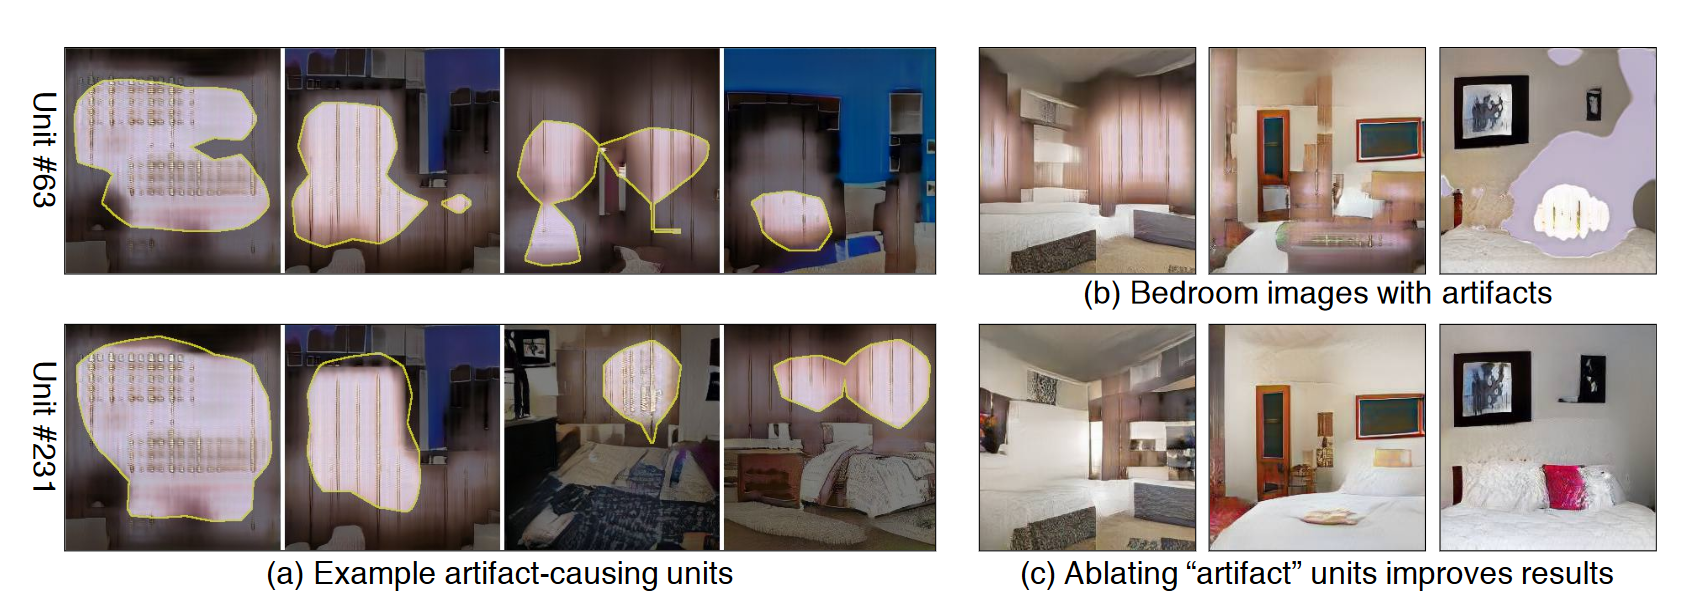 Unit #63
(b) Bedroom images with artifacts
Unit #231
(a) Example artifact-causing units
(c) Ablating “artifact” units improves results